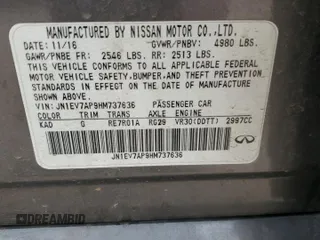 MANUFACTURED BY NISSAN MOTOR CO.,LTD.
DATE: 11/16 GVWR/PNBV: 4980 LBS.
GAWR/PNBE FR: 2546 LBS. RR: 2513 LBS.
THIS VEHICLE CONFORMS TO ALL APPLICABLE FEDERAL
MOTOR VEHICLE SAFETY, BUMPER, AND THEFT PREVENTION
STANDARDS IN EFFECT ON THE DATE OF MANUFACTURE
SHOWN ABOVE.
V.I.N.: JN1EV7AP9HM737636 PASSENGER CAR
COLOR TRIM TRANS AXLE ENGINE
KAD G RE7R01A RG29 VR30(DDTT) 2997CC
JN1EV7AP9HM737636
INFINITI
DREAMBID